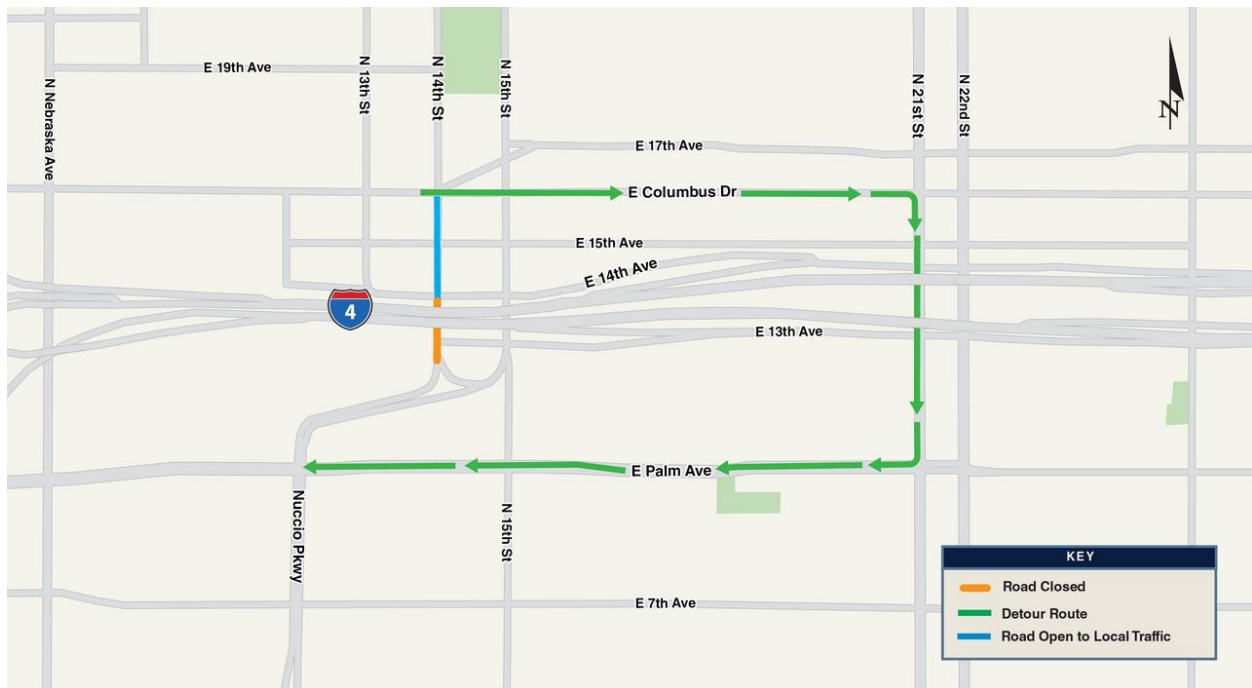 E 19th Ave
N Nebraska Ave
N 13th St
N 14th St
N 15th St
N 21st St
N 22nd St
N
E 17th Ave
E Columbus Dr
E 15th Ave
E 14th Ave
4
E 13th Ave
E Palm Ave
Nuccio Pkwy
N 15th St
E 7th Ave
KEY
Road Closed
Detour Route
Road Open to Local Traffic